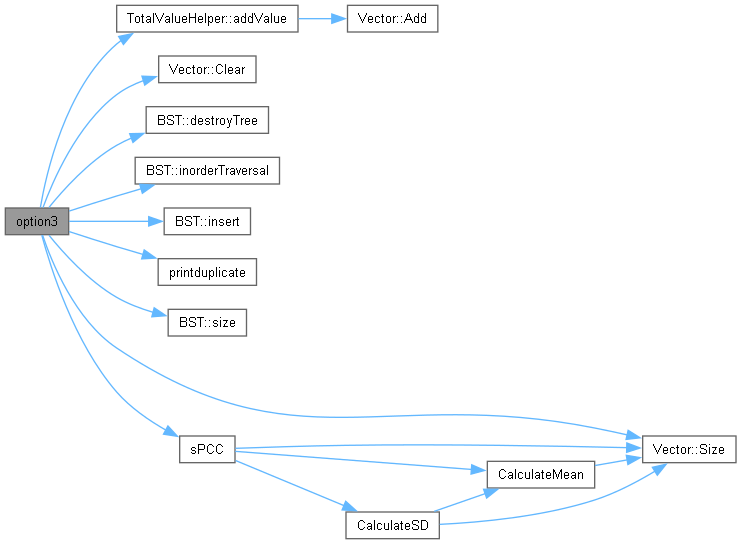 TotalValueHelper::addValue
Vector::Add
Vector::Clear
BST::destroyTree
BST::inorderTraversal
option3
BST::insert
printduplicate
BST::size
sPCC
Vector::Size
CalculateMean
CalculateSD